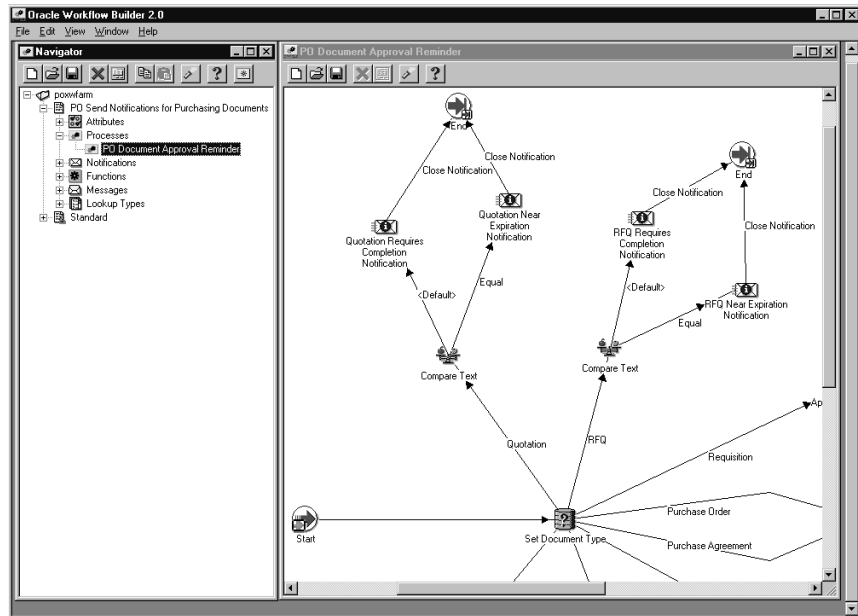 Oracle Workflow Builder 2.0
File Edit View Window Help
Navigator
poxwfarm
PO Send Notifications for Purchasing Documents
Attributes
Processes
PO Document Approval Reminder
Notifications
Functions
Messages
Lookup Types
Standard
PO Document Approval Reminder
End
Close Notification
Close Notification
Quotation Requires
Completion
Notification
Quotation Near
Expiration
Notification
<Default>
Equal
Compare Text
End
Close Notification
Close Notification
RFQ Requires
Completion
Notification
RFQ Near Expiration
Notification
<Default>
Equal
Compare Text
Ap
Quotation
RFQ
Requisition
Purchase Order
Purchase Agreement
Start
Set Document Type